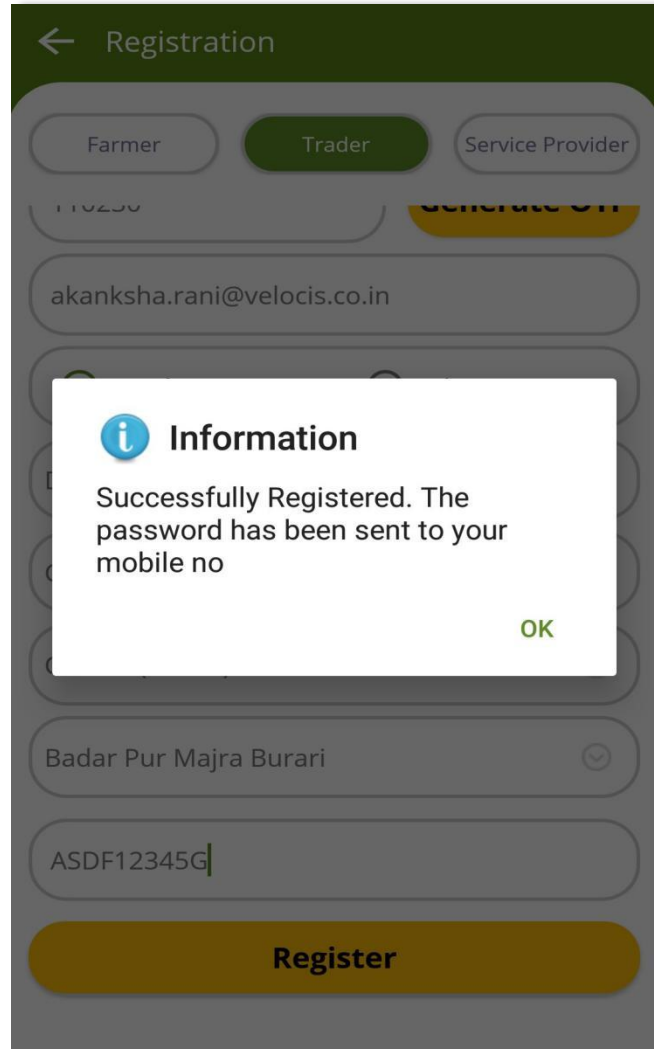 Registration
Farmer
Trader
Service Provider
akanksha.rani@velocis.co.in
Information
Successfully Registered. The
password has been sent to your
mobile no
OK
Badar Pur Majra Burari
ASDF12345G
Register